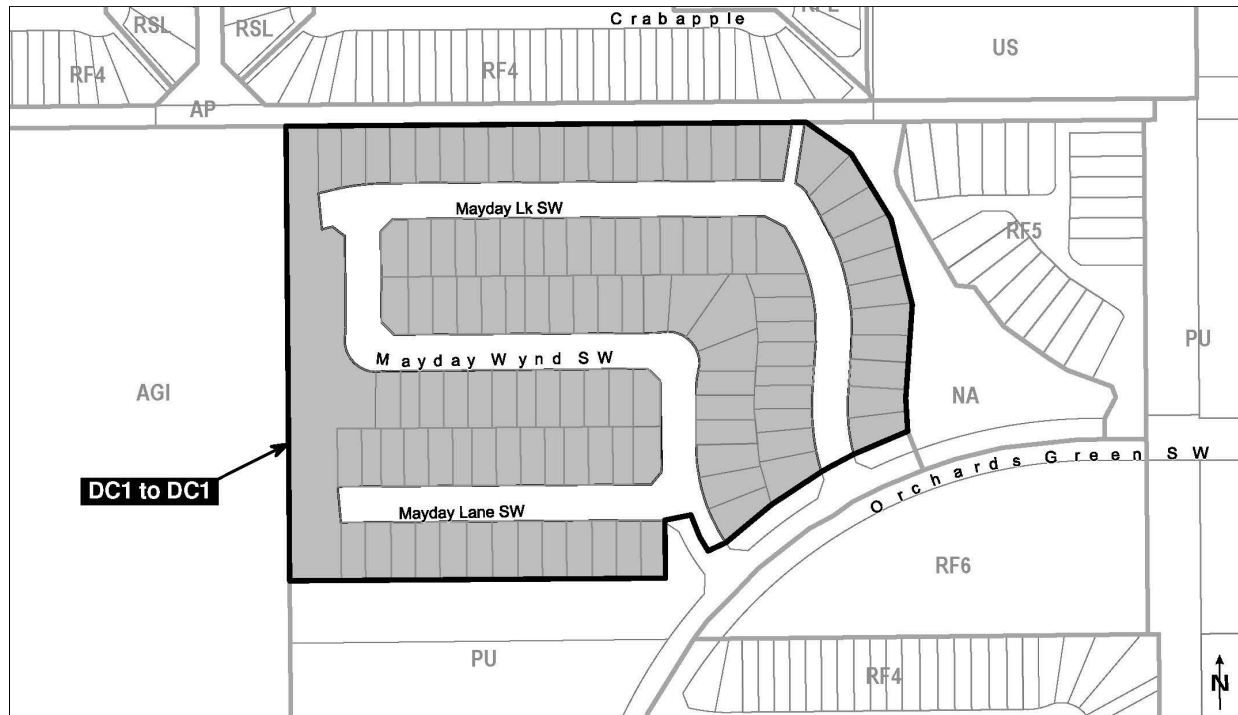 Crabapple
RSL
RSL
RF4
RF4
US
AP
Mayday Lk SW
RF5
Mayday Wynd SW
PU
AGI
NA
DC1 to DC1
Orchards Green SW
Mayday Lane SW
RF6
PU
RF4
N